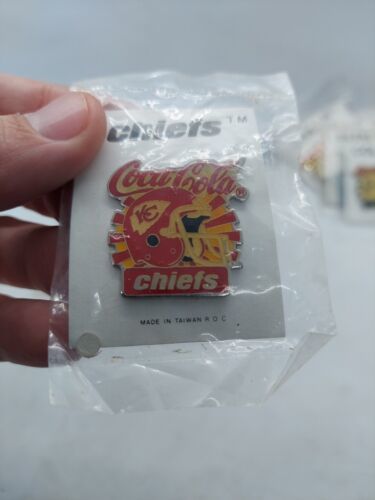 chiefs™
Coca-Cola®
KC
chiefs
MADE IN TAIWAN R O C